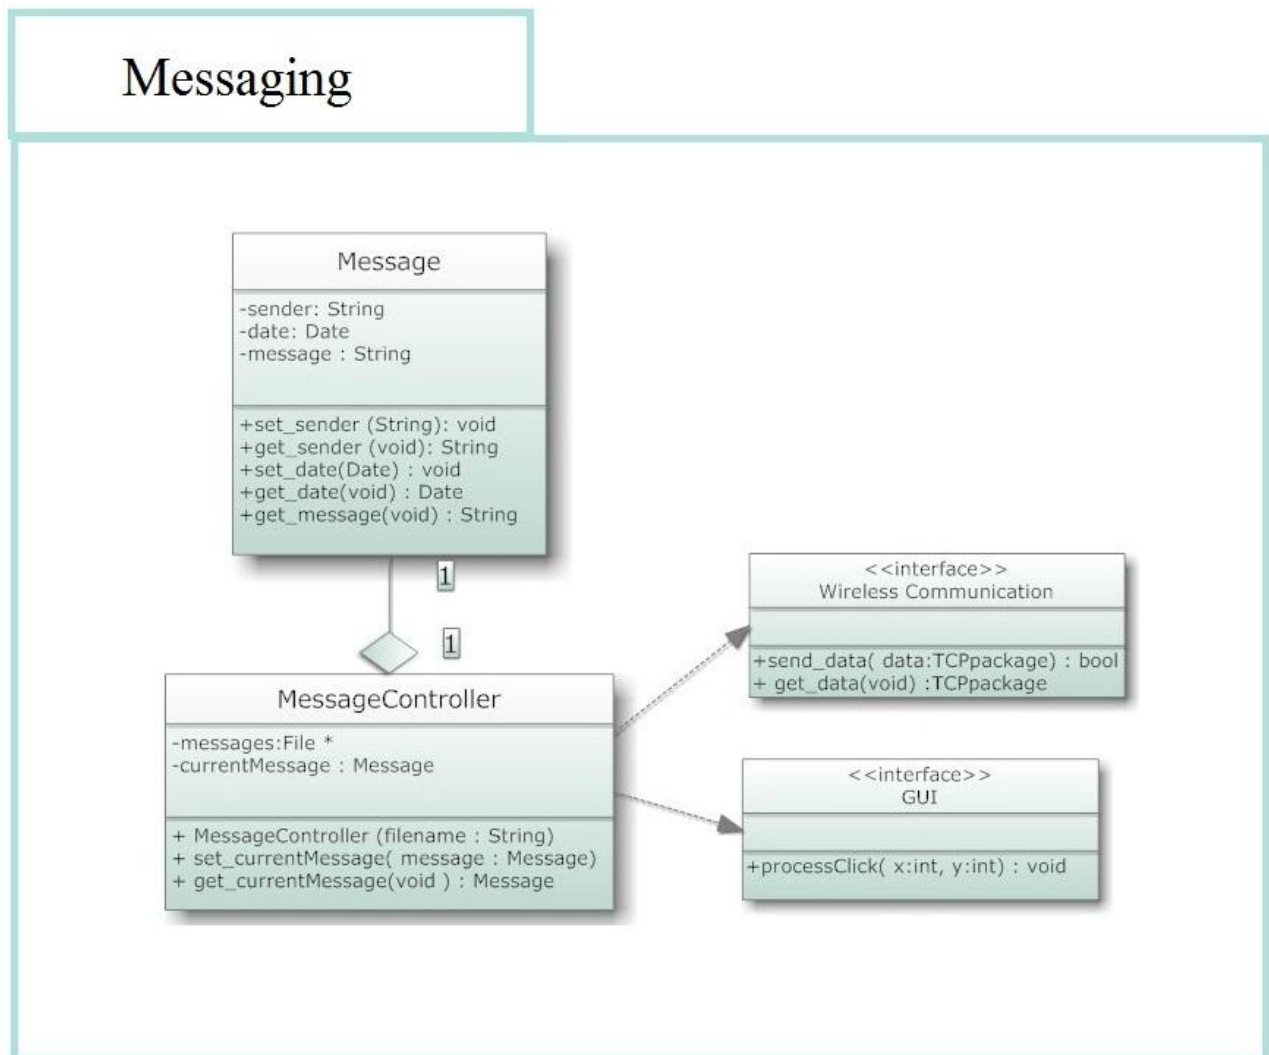 Messaging
Message
-sender: String
-date: Date
-message : String
+set_sender (String): void
+get_sender (void): String
+set_date(Date) : void
+get_date(void) : Date
+get_message(void) : String
1
1
MessageController
-messages:File *
-currentMessage : Message
+ MessageController (filename : String)
+ set_currentMessage( message : Message)
+ get_currentMessage(void ) : Message
<<interface>>
Wireless Communication
+send_data( data:TCPpackage) : bool
+ get_data(void) :TCPpackage
<<interface>>
GUI
+processClick( x:int, y:int) : void